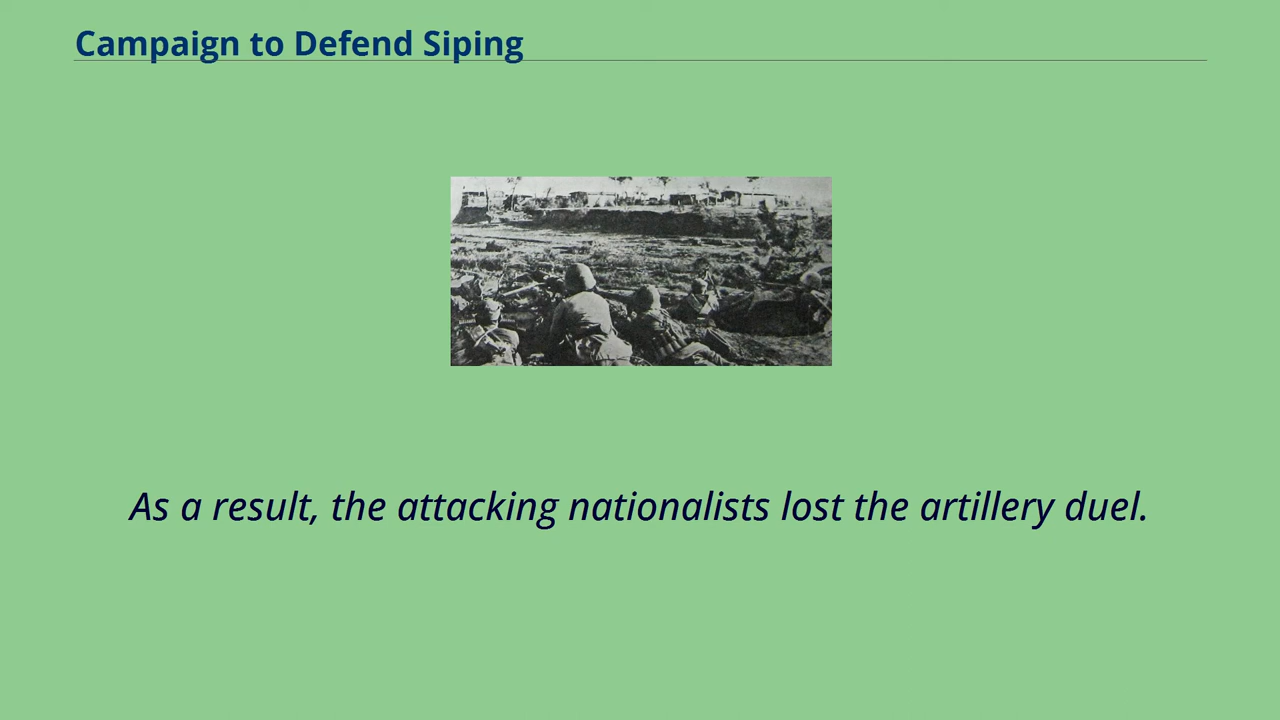 Campaign to Defend Siping
As a result, the attacking nationalists lost the artillery duel.